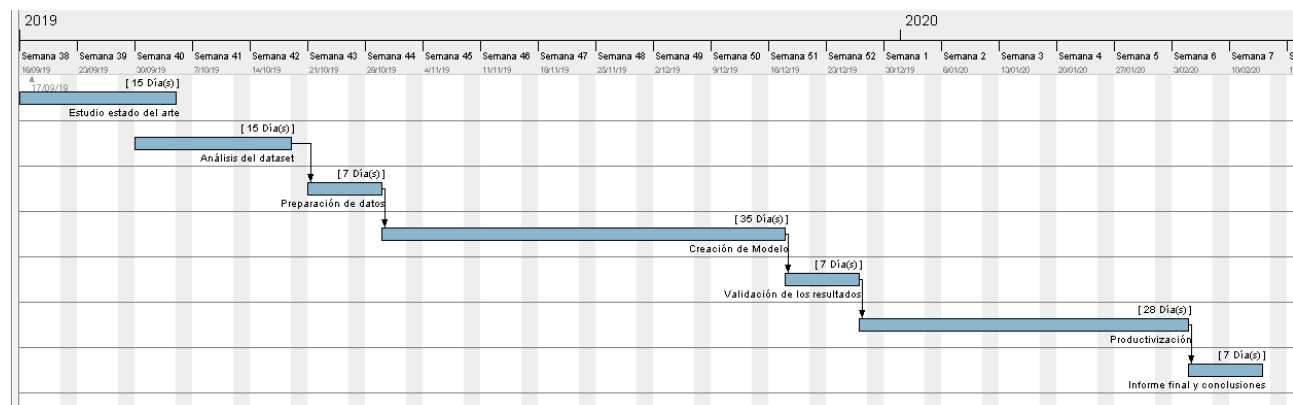 2019 2020
Semana 38 Semana 39 Semana 40 Semana 41 Semana 42 Semana 43 Semana 44 Semana 45 Semana 46 Semana 47 Semana 48 Semana 49 Semana 50 Semana 51 Semana 52 Semana 1 Semana 2 Semana 3 Semana 4 Semana 5 Semana 6 Semana 7
16/09/19 23/09/19 30/09/19 7/10/19 14/10/19 21/10/19 28/10/19 4/11/19 11/11/19 18/11/19 25/11/19 2/12/19 9/12/19 16/12/19 23/12/19 30/12/19 6/01/20 13/01/20 20/01/20 27/01/20 3/02/20 10/02/20
[ 15 Día(s) ]
17/09/19
Estudio estado del arte
[ 15 Día(s) ]
Análisis del dataset
[ 7 Día(s) ]
Preparación de datos
[ 35 Día(s) ]
Creación de Modelo
[ 7 Día(s) ]
Validación de los resultados
[ 28 Día(s) ]
Productivización
[ 7 Día(s) ]
Informe final y conclusiones